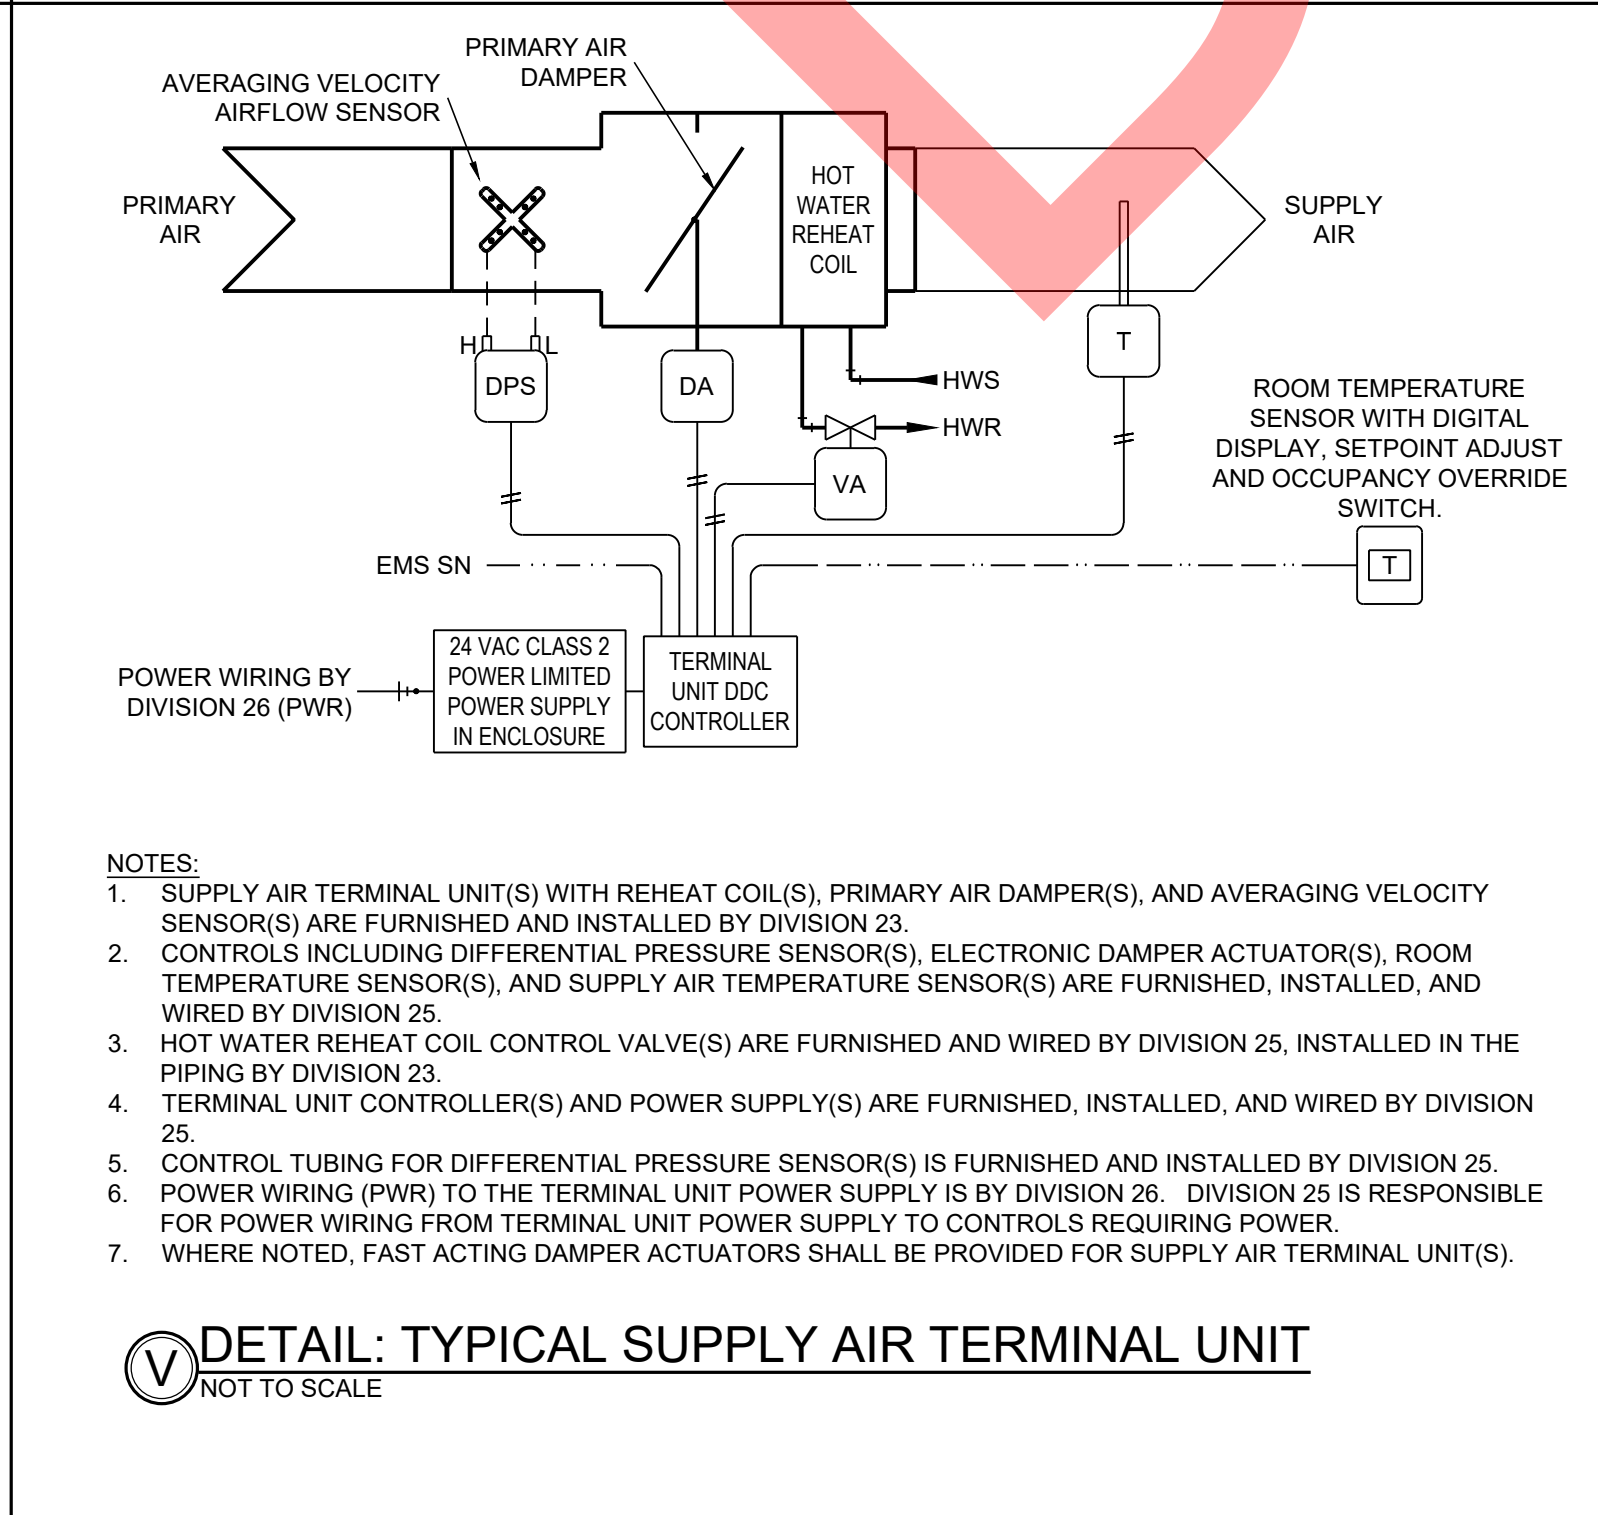 PRIMARY AIR
DAMPER
AVERAGING VELOCITY
AIRFLOW SENSOR
PRIMARY
AIR
HOT
WATER
REHEAT
COIL
SUPPLY
AIR
H
L
DPS
DA
T
HWS
HWR
VA
ROOM TEMPERATURE
SENSOR WITH DIGITAL
DISPLAY, SETPOINT ADJUST
AND OCCUPANCY OVERRIDE
SWITCH.
T
EMS SN
POWER WIRING BY
DIVISION 26 (PWR)
24 VAC CLASS 2
POWER LIMITED
POWER SUPPLY
IN ENCLOSURE
TERMINAL
UNIT DDC
CONTROLLER
NOTES:
1. SUPPLY AIR TERMINAL UNIT(S) WITH REHEAT COIL(S), PRIMARY AIR DAMPER(S), AND AVERAGING VELOCITY
SENSOR(S) ARE FURNISHED AND INSTALLED BY DIVISION 23.
2. CONTROLS INCLUDING DIFFERENTIAL PRESSURE SENSOR(S), ELECTRONIC DAMPER ACTUATOR(S), ROOM
TEMPERATURE SENSOR(S), AND SUPPLY AIR TEMPERATURE SENSOR(S) ARE FURNISHED, INSTALLED, AND
WIRED BY DIVISION 25.
3. HOT WATER REHEAT COIL CONTROL VALVE(S) ARE FURNISHED AND WIRED BY DIVISION 25, INSTALLED IN THE
PIPING BY DIVISION 23.
4. TERMINAL UNIT CONTROLLER(S) AND POWER SUPPLY(S) ARE FURNISHED, INSTALLED, AND WIRED BY DIVISION
25.
5. CONTROL TUBING FOR DIFFERENTIAL PRESSURE SENSOR(S) IS FURNISHED AND INSTALLED BY DIVISION 25.
6. POWER WIRING (PWR) TO THE TERMINAL UNIT POWER SUPPLY IS BY DIVISION 26. DIVISION 25 IS RESPONSIBLE
FOR POWER WIRING FROM TERMINAL UNIT POWER SUPPLY TO CONTROLS REQUIRING POWER.
7. WHERE NOTED, FAST ACTING DAMPER ACTUATORS SHALL BE PROVIDED FOR SUPPLY AIR TERMINAL UNIT(S).
V
DETAIL: TYPICAL SUPPLY AIR TERMINAL UNIT
NOT TO SCALE